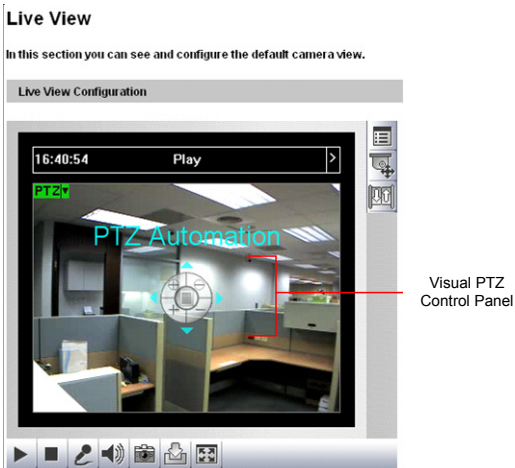 Live View
In this section you can see and configure the default camera view.
Live View Configuration
16:40:54 Play >
PTZ▼
PTZ Automation
Visual PTZ
Control Panel